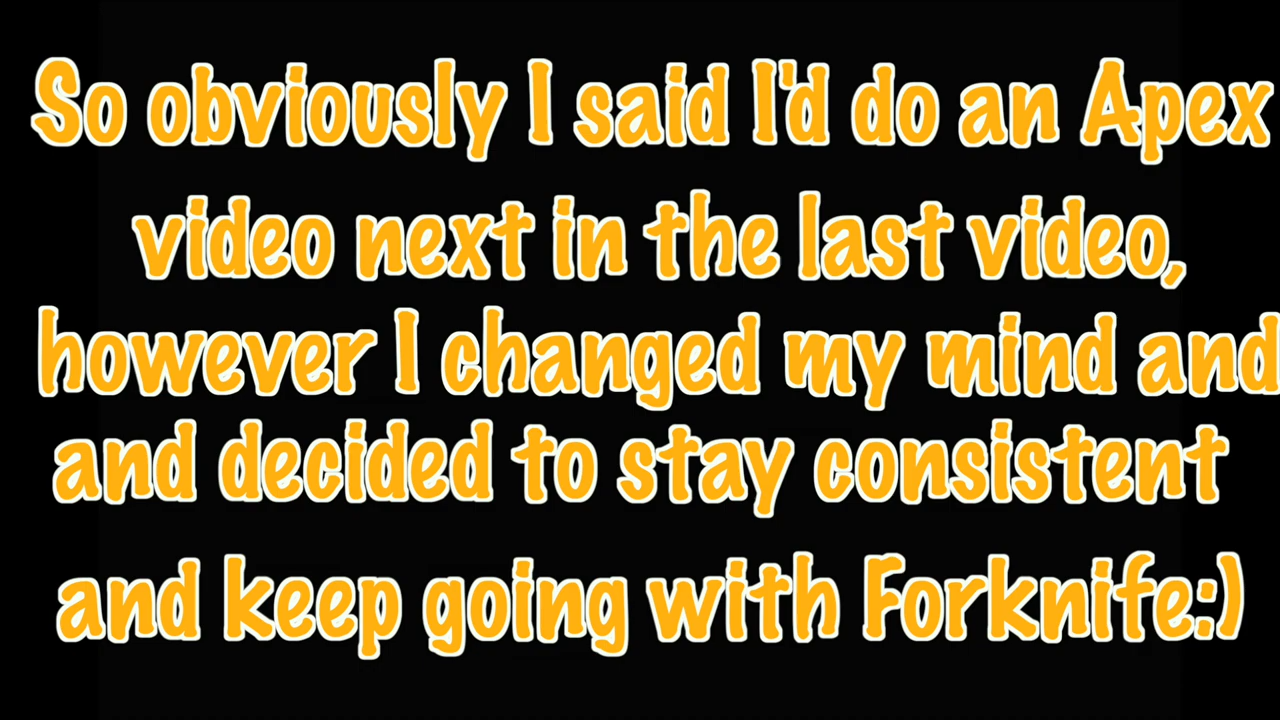 So obviously I said I'd do an Apex
video next in the last video,
however I changed my mind and
and decided to stay consistent
and keep going with Forknife:)